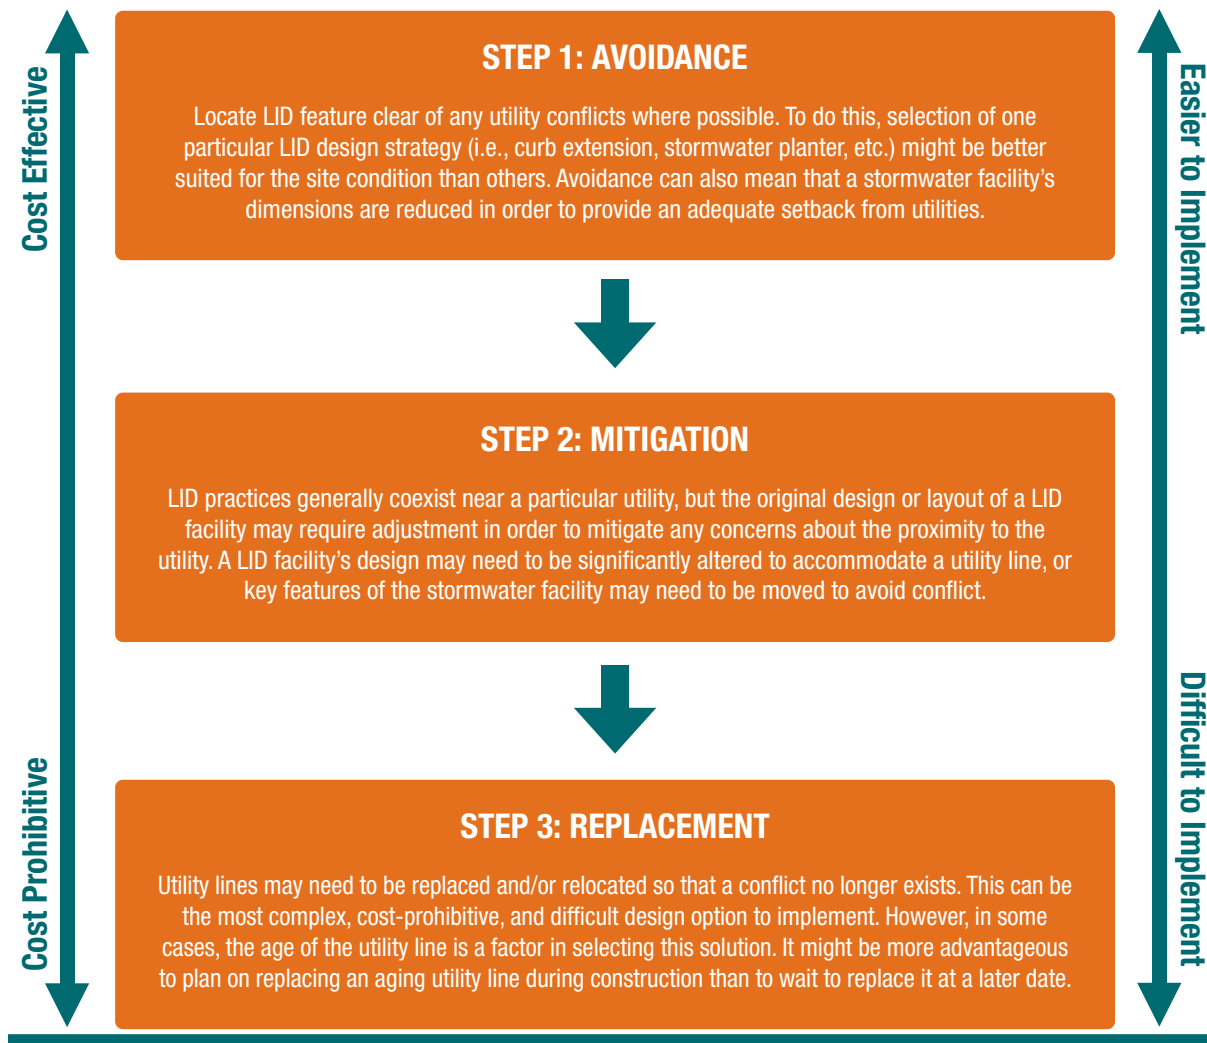 Cost Effective
Cost Prohibitive
STEP 1: AVOIDANCE
Locate LID feature clear of any utility conflicts where possible. To do this, selection of one
particular LID design strategy (i.e., curb extension, stormwater planter, etc.) might be better
suited for the site condition than others. Avoidance can also mean that a stormwater facility's
dimensions are reduced in order to provide an adequate setback from utilities.
STEP 2: MITIGATION
LID practices generally coexist near a particular utility, but the original design or layout of a LID
facility may require adjustment in order to mitigate any concerns about the proximity to the
utility. A LID facility's design may need to be significantly altered to accommodate a utility line, or
key features of the stormwater facility may need to be moved to avoid conflict.
STEP 3: REPLACEMENT
Utility lines may need to be replaced and/or relocated so that a conflict no longer exists. This can be
the most complex, cost-prohibitive, and difficult design option to implement. However, in some
cases, the age of the utility line is a factor in selecting this solution. It might be more advantageous
to plan on replacing an aging utility line during construction than to wait to replace it at a later date.
Easier to Implement
Difficult to Implement